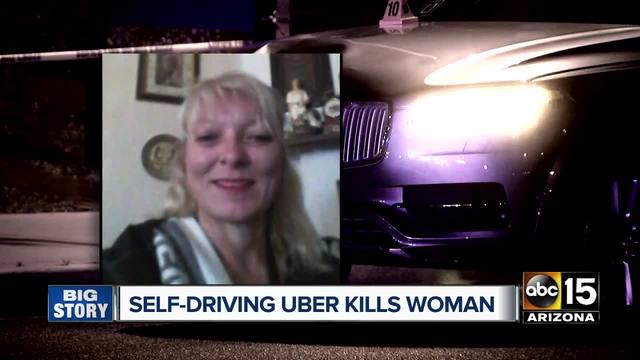 10
BIG
STORY
SELF-DRIVING UBER KILLS WOMAN
abc 15
ARIZONA